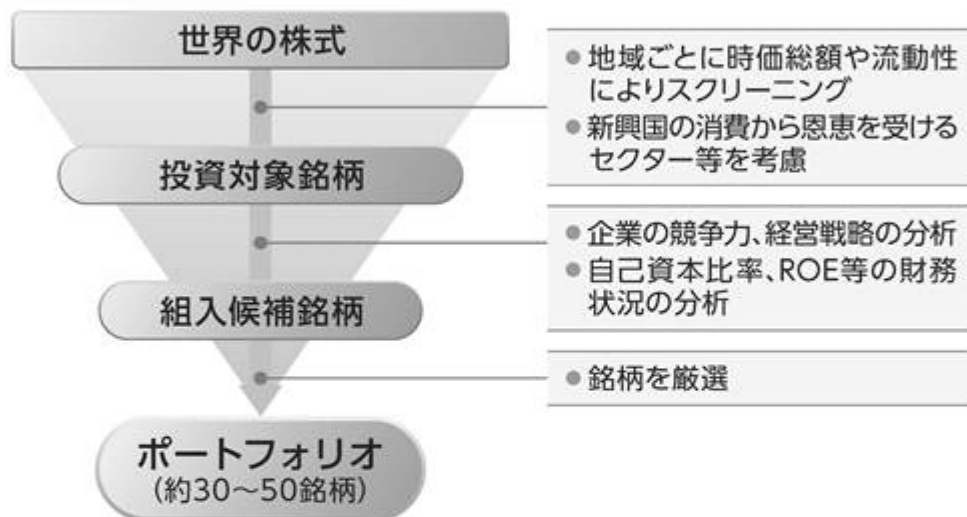 世界の株式
●地域ごとに時価総額や流動性
によりスクリーニング
●新興国の消費から恩恵を受ける
セクター等を考慮
投資対象銘柄
●企業の競争力、経営戦略の分析
●自己資本比率、ROE等の財務
状況の分析
組入候補銘柄
●銘柄を厳選
ポートフォリオ
(約30〜50銘柄)